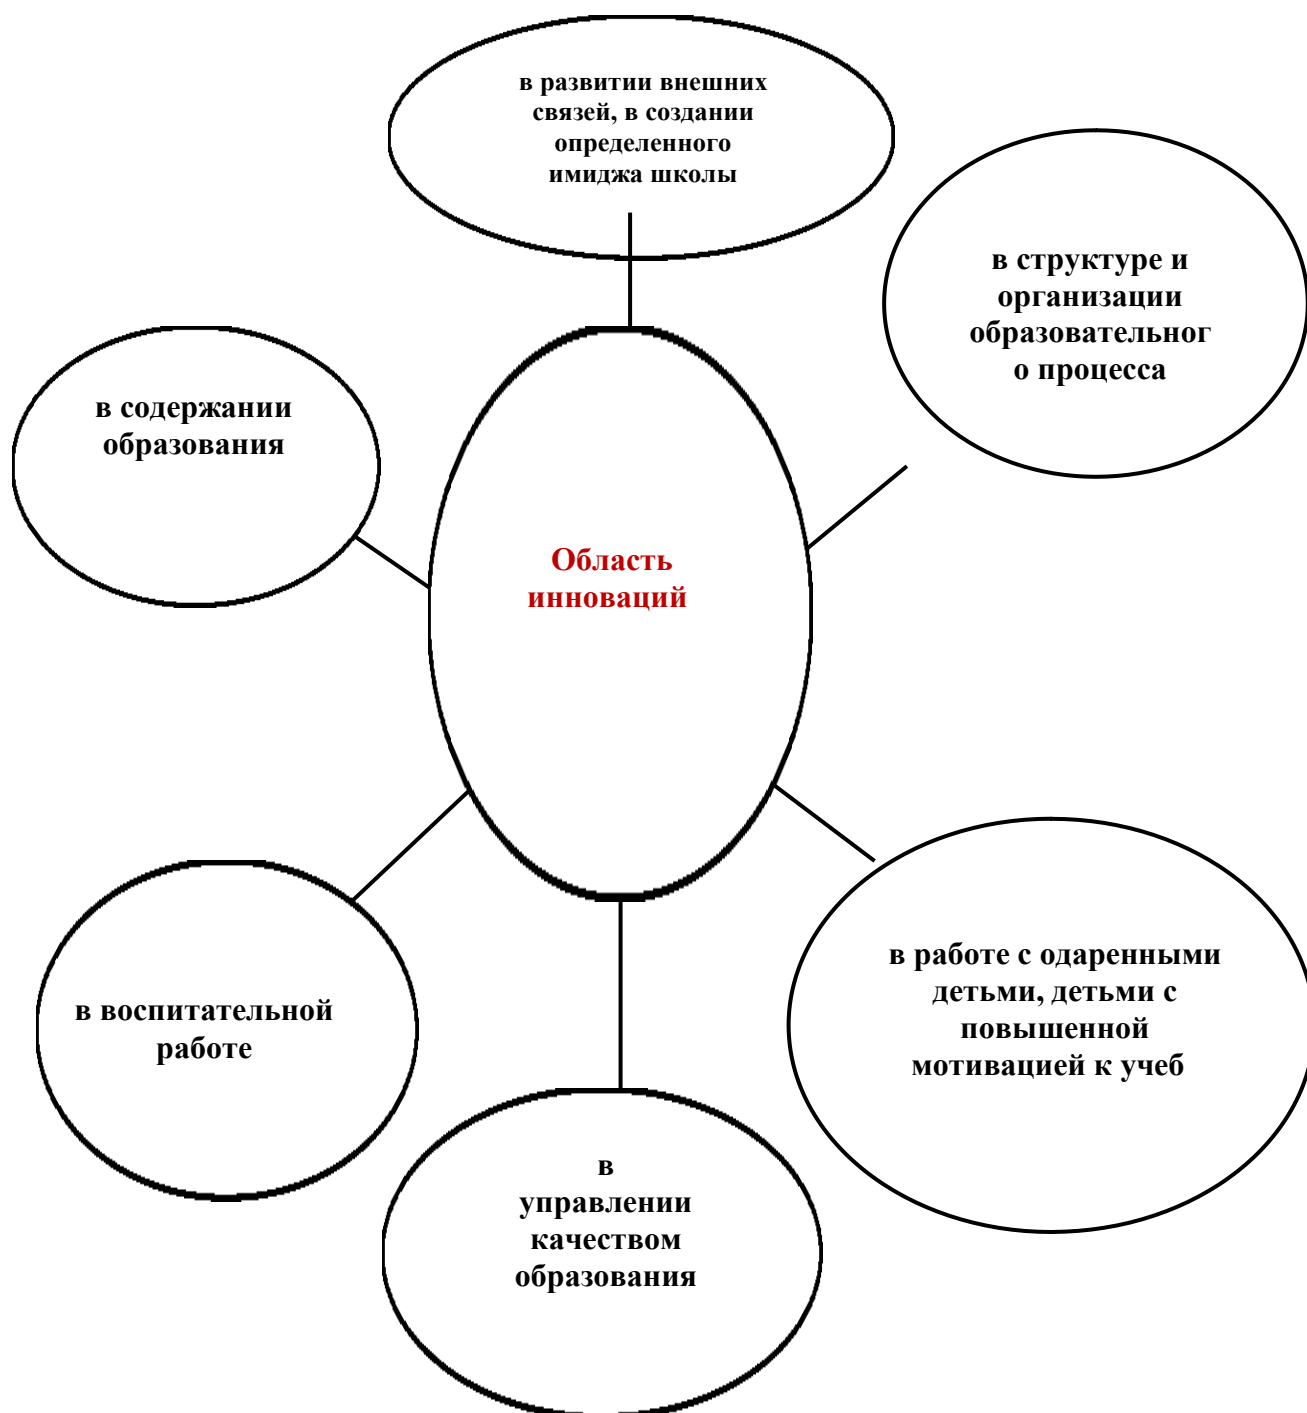 в развитии внешних
связей, в создании
определенного
имиджа школы
в структуре и
организации
образовательног
о процесса
в содержании
образования
Область
инноваций
в работе с одаренными
детьми, детьми с
повышенной
мотивацией к учеб
в воспитательной
работе
в
управлении
качеством
образования